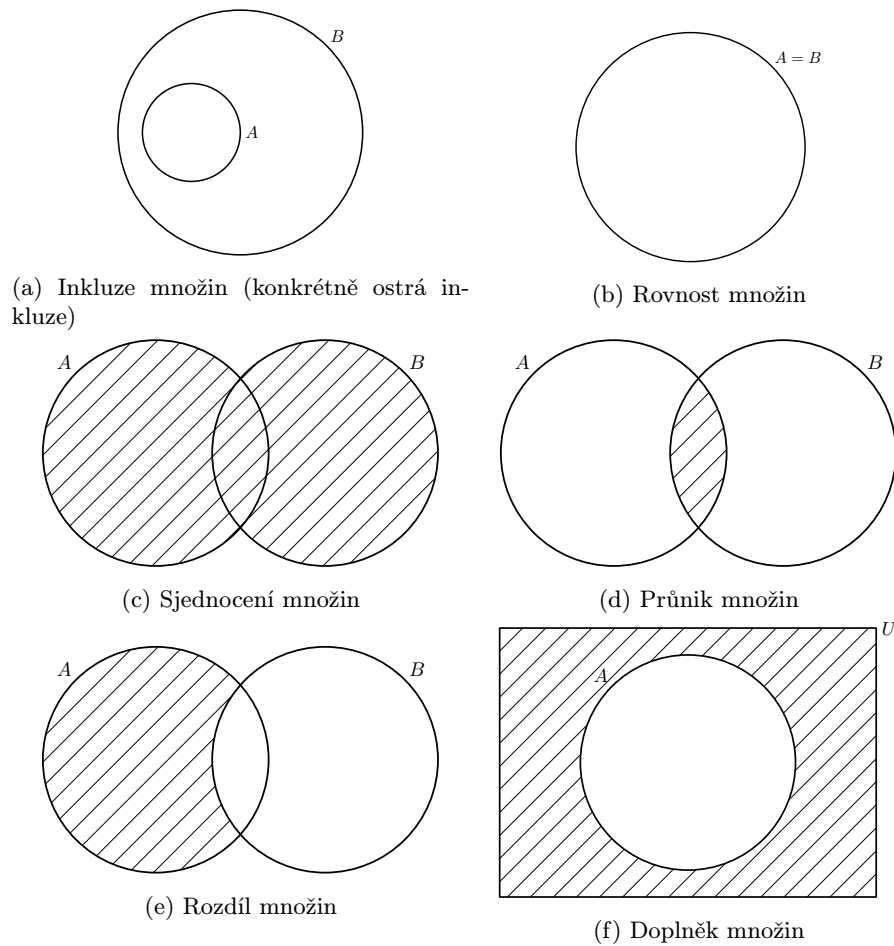 B
A
A = B
(a) Inkluze množin (konkrétně ostrá in-
kluze)
(b) Rovnost množin
A
B
A
B
(c) Sjednocení množin
(d) Průnik množin
A
B
U
A
(e) Rozdíl množin
(f) Doplněk množin